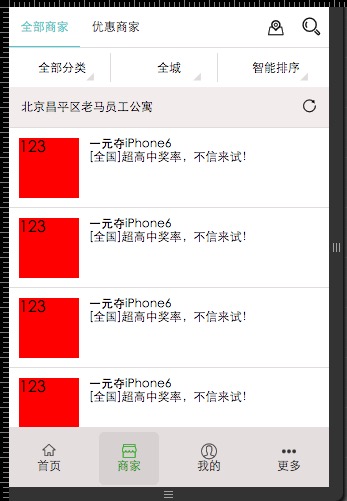 全部商家 优惠商家
全部分类 全城 智能排序
北京昌平区老马员工公寓
123
一元夺iPhone6
[全国]超高中奖率，不信来试！
123
一元夺iPhone6
[全国]超高中奖率，不信来试！
123
一元夺iPhone6
[全国]超高中奖率，不信来试！
123
一元夺iPhone6
[全国]超高中奖率，不信来试！
首页 商家 我的 更多